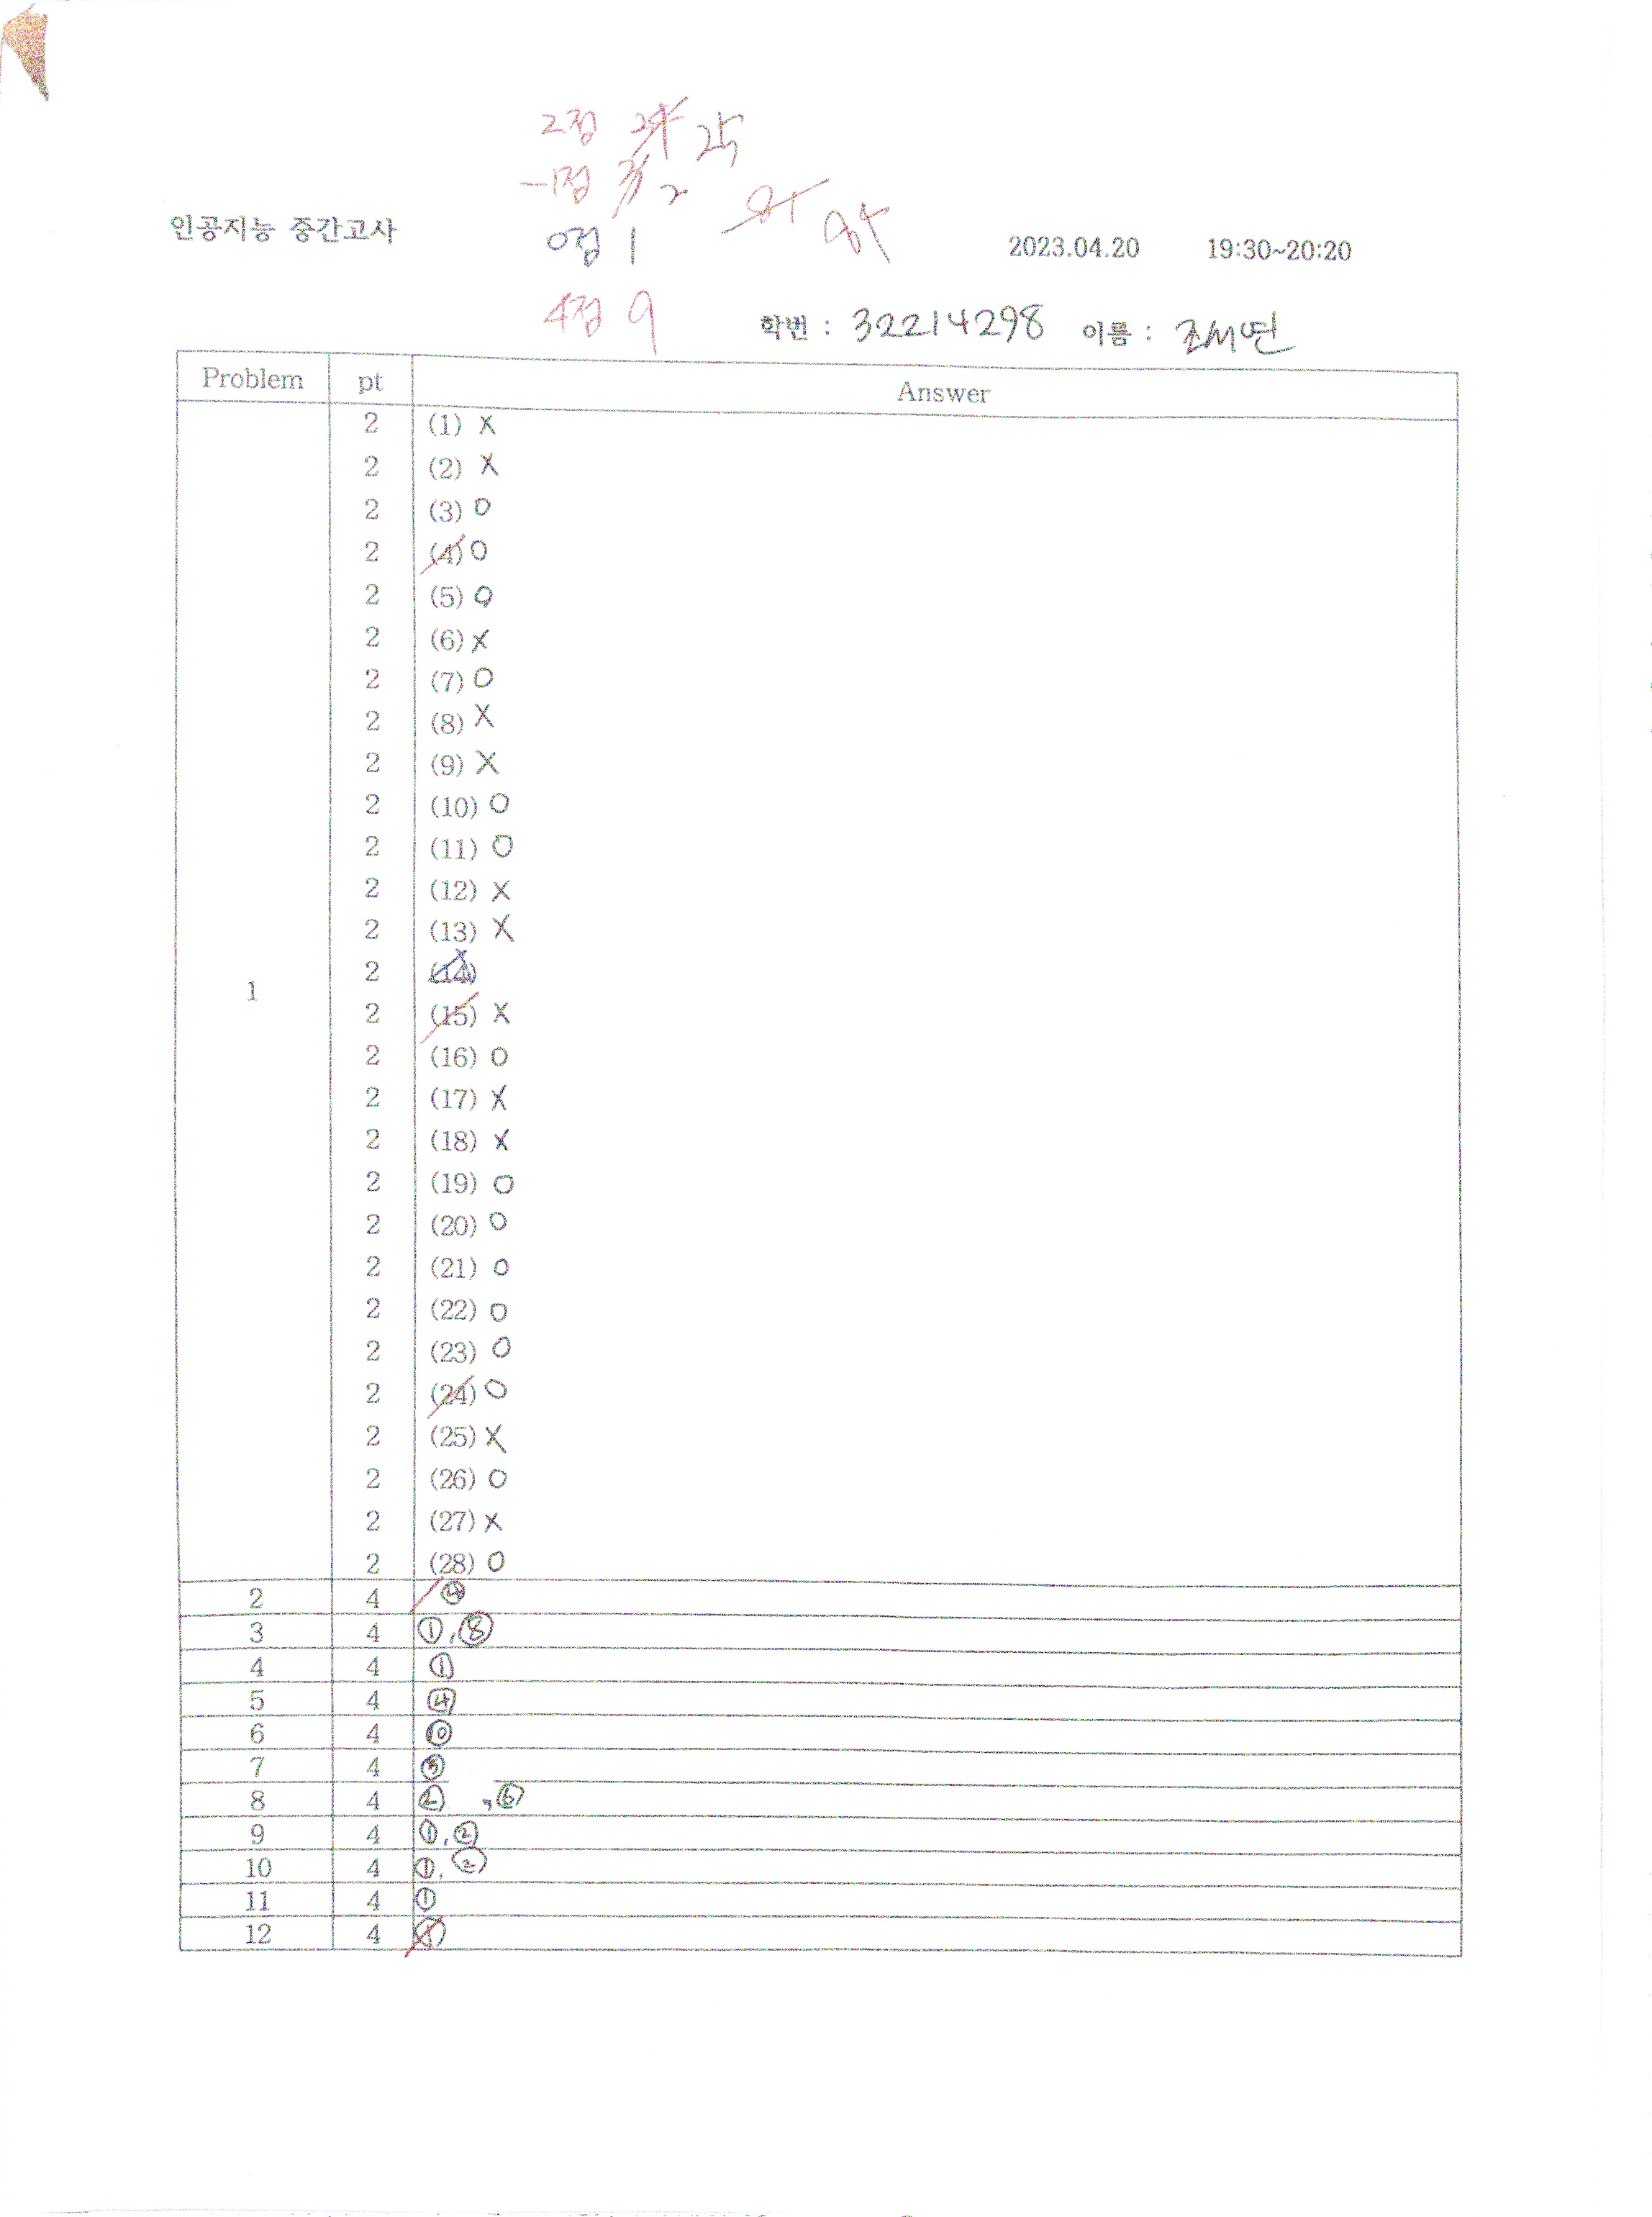 2점 24 25
-1점 3 2
84 84
인공지능 중간고사 0점 1 2023.04.20 19:30~20:20
4점 9 학번 : 32214298 이름 : 조서연
Problem pt Answer
1
2 (1) X
2 (2) X
2 (3) O
2 (4) O
2 (5) O
2 (6) X
2 (7) O
2 (8) X
2 (9) X
2 (10) O
2 (11) O
2 (12) X
2 (13) X
2 (14)
2 (15) X
2 (16) O
2 (17) X
2 (18) X
2 (19) O
2 (20) O
2 (21) O
2 (22) O
2 (23) O
2 (24) O
2 (25) X
2 (26) O
2 (27) X
2 (28) O
2 4 ④
3 4 ①, ⑧
4 4 ①
5 4 ④
6 4 ⓪
7 4 ③
8 4 ② , ⑥
9 4 ①, ②
10 4 ①, ②
11 4 ①
12 4